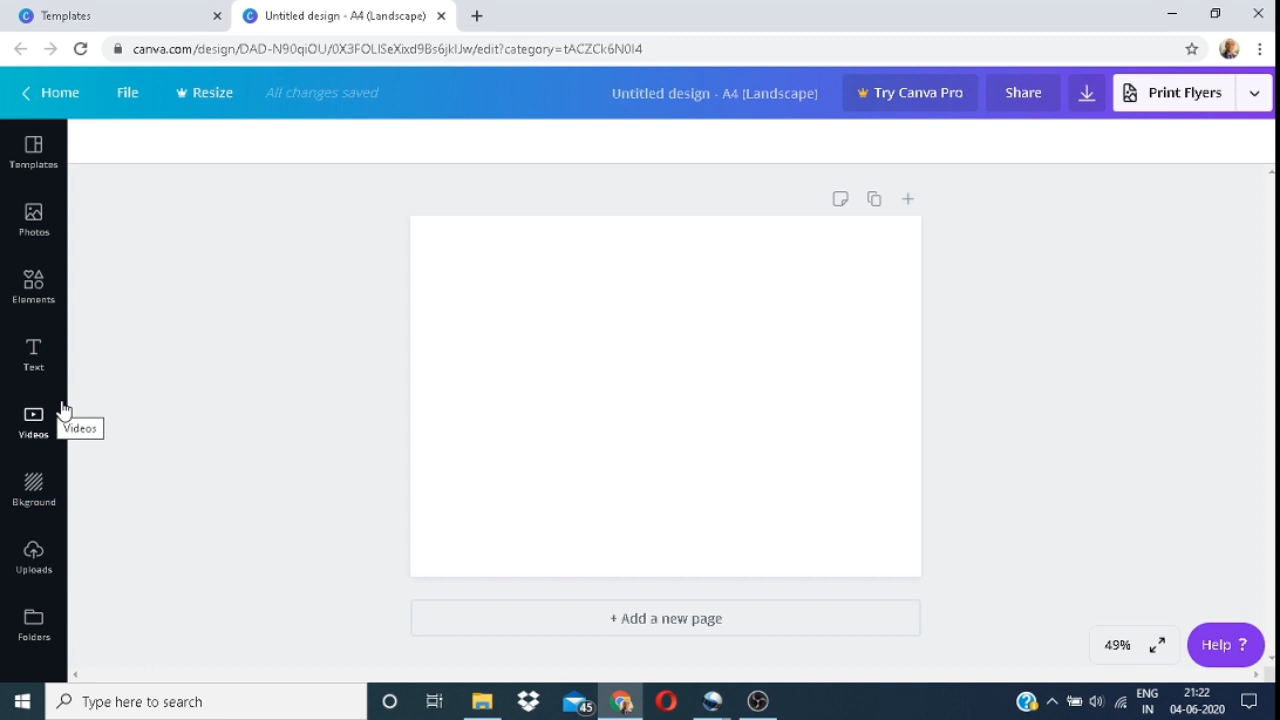 Templates
Untitled design - A4 (Landscape)
canva.com/design/DAD-N90qiOU/0X3FOLlSeXixd9Bs6jklJw/edit?category=tACZCk6N0l4
Home
File
Resize
All changes saved
Untitled design - A4 (Landscape)
Try Canva Pro
Share
Print Flyers
Templates
Photos
Elements
Text
Videos
Videos
Bkground
Uploads
Folders
+ Add a new page
49%
Help ?
Type here to search
45
ENG
IN
21:22
04-06-2020